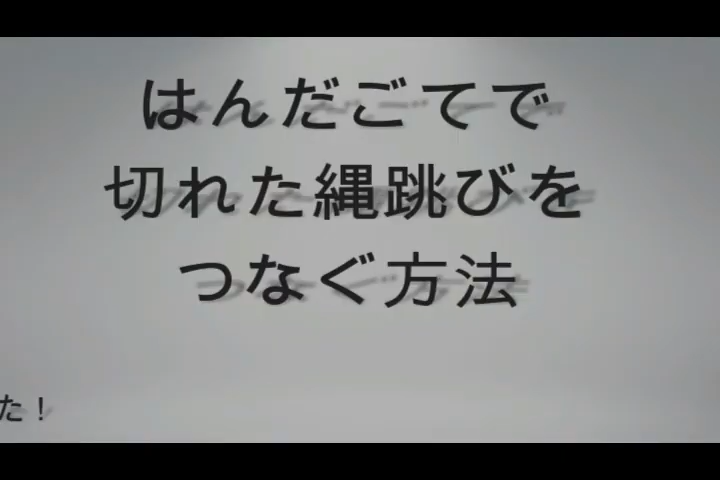 はんだごてで
切れた縄跳びを
つなぐ方法
た！